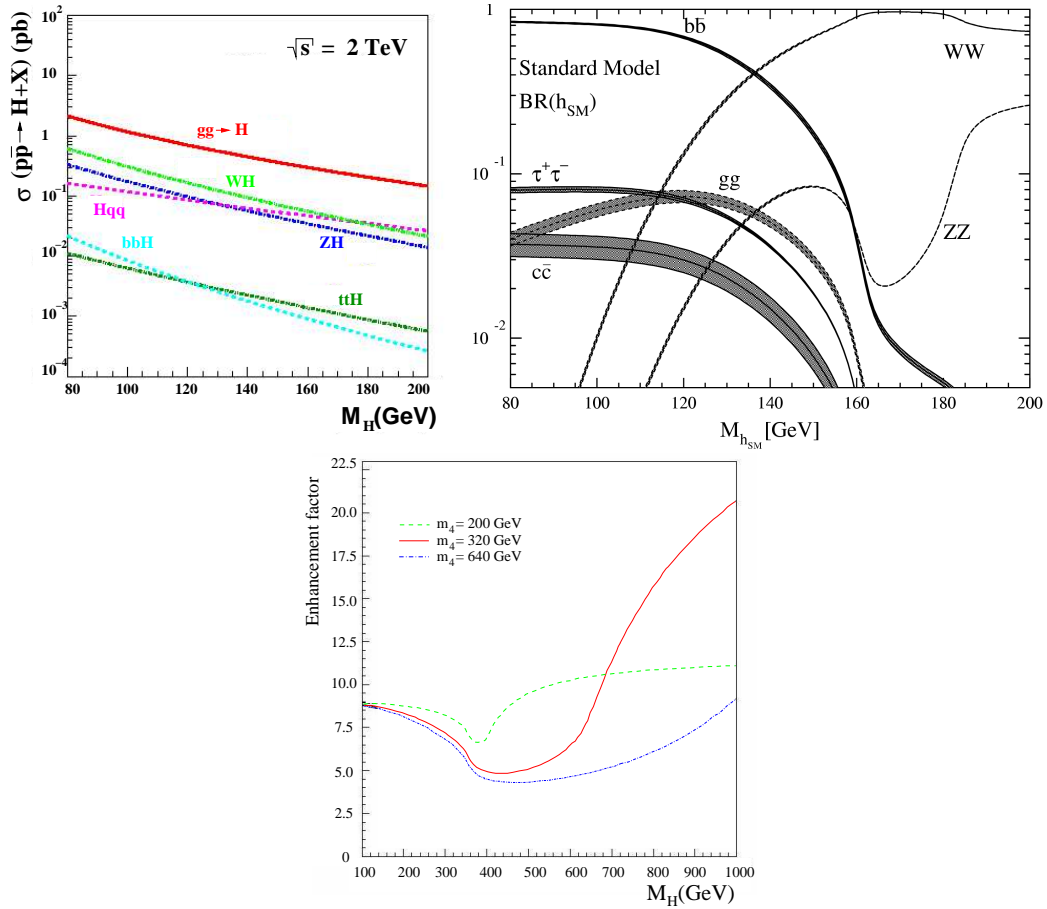 σ (pp̅→ H+X) (pb)
10²
10
1
10⁻¹
10⁻²
10⁻³
10⁻⁴
√s = 2 TeV
gg→H
WH
Hqq
ZH
bbH
ttH
80 100 120 140 160 180 200
M_H(GeV)
1
10⁻¹
10⁻²
bb̄
WW
Standard Model
BR(h_SM)
τ⁺τ⁻
gg
ZZ
cc̄
80 100 120 140 160 180 200
M_h_SM [GeV]
Enhancement factor
22.5
20.0
17.5
15.0
12.5
10.0
7.5
5.0
2.5
0
m₄= 200 GeV
m₄= 320 GeV
m₄= 640 GeV
100 200 300 400 500 600 700 800 900 1000
M_H(GeV)